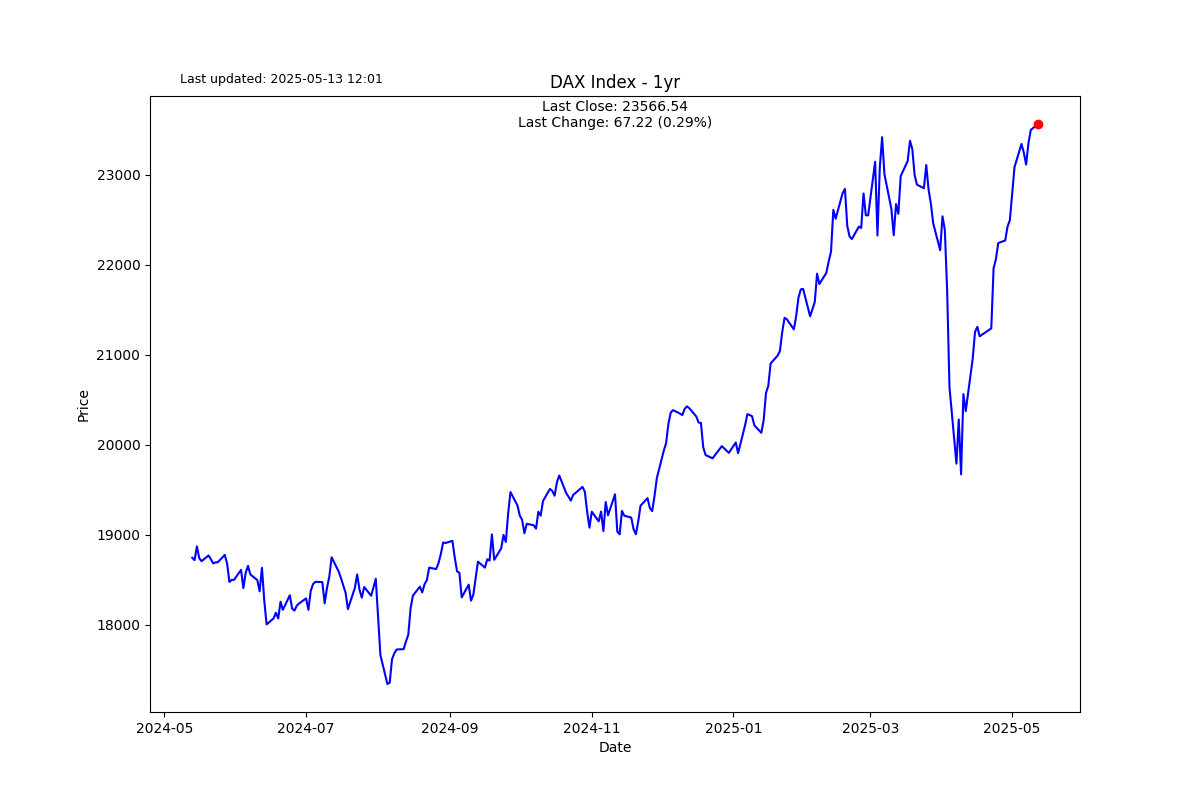 Last updated: 2025-05-13 12:01
DAX Index - 1yr
Last Close: 23566.54
Last Change: 67.22 (0.29%)
Price
23000
22000
21000
20000
19000
18000
2024-05 2024-07 2024-09 2024-11 2025-01 2025-03 2025-05
Date